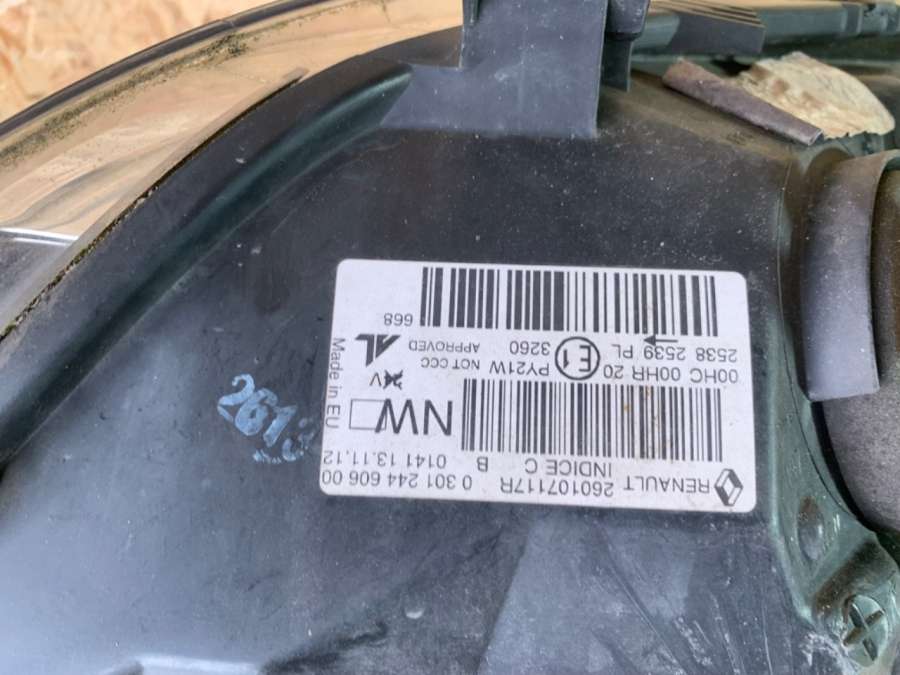 RENAULT 260107117R 0 301 244 606 00
INDICE C B 0141 13.11.12
NW
00HC 00HR 20 E1 PY21W NOT CCC
2538 2539 PL 3260 APPROVED AL
668
Made in EU